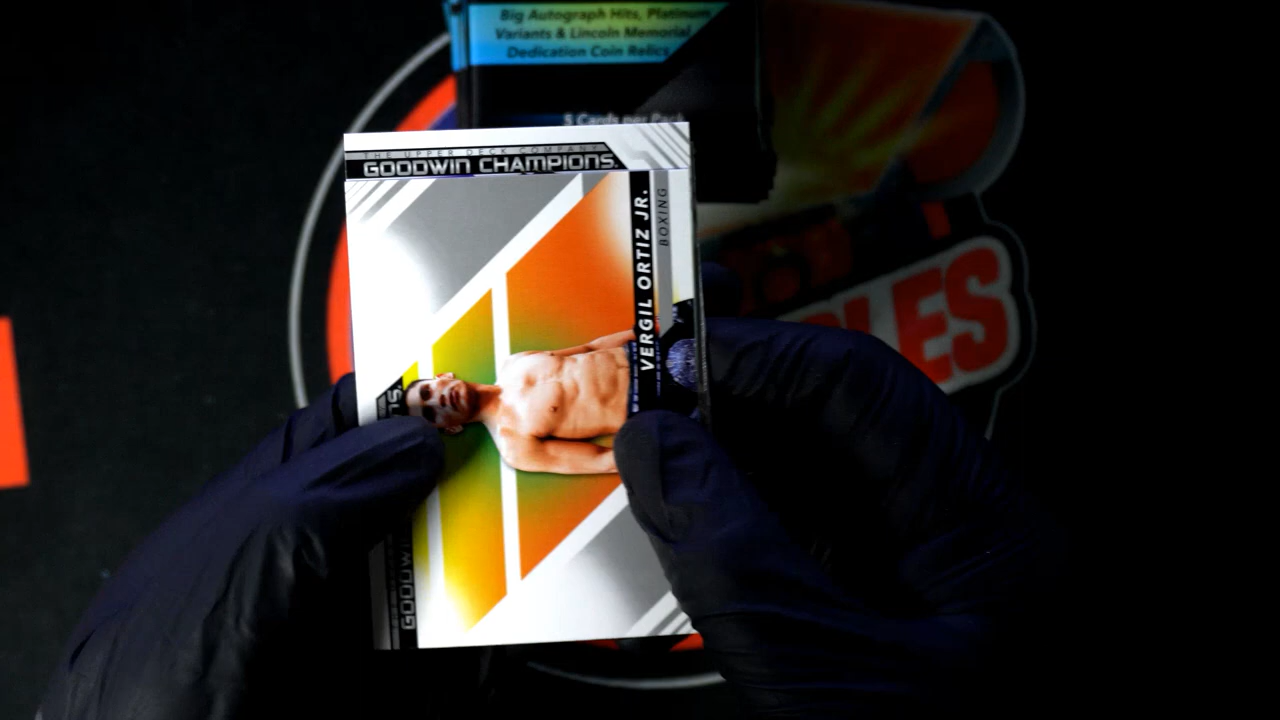 Big Autograph Hits, Platinum
Variants & Lincoln Memorial
Dedication Coin Relics
5 Cards per Pack
THE UPPER DECK COMPANY
GOODWIN CHAMPIONS
VERGIL ORTIZ JR.
BOXING
LES